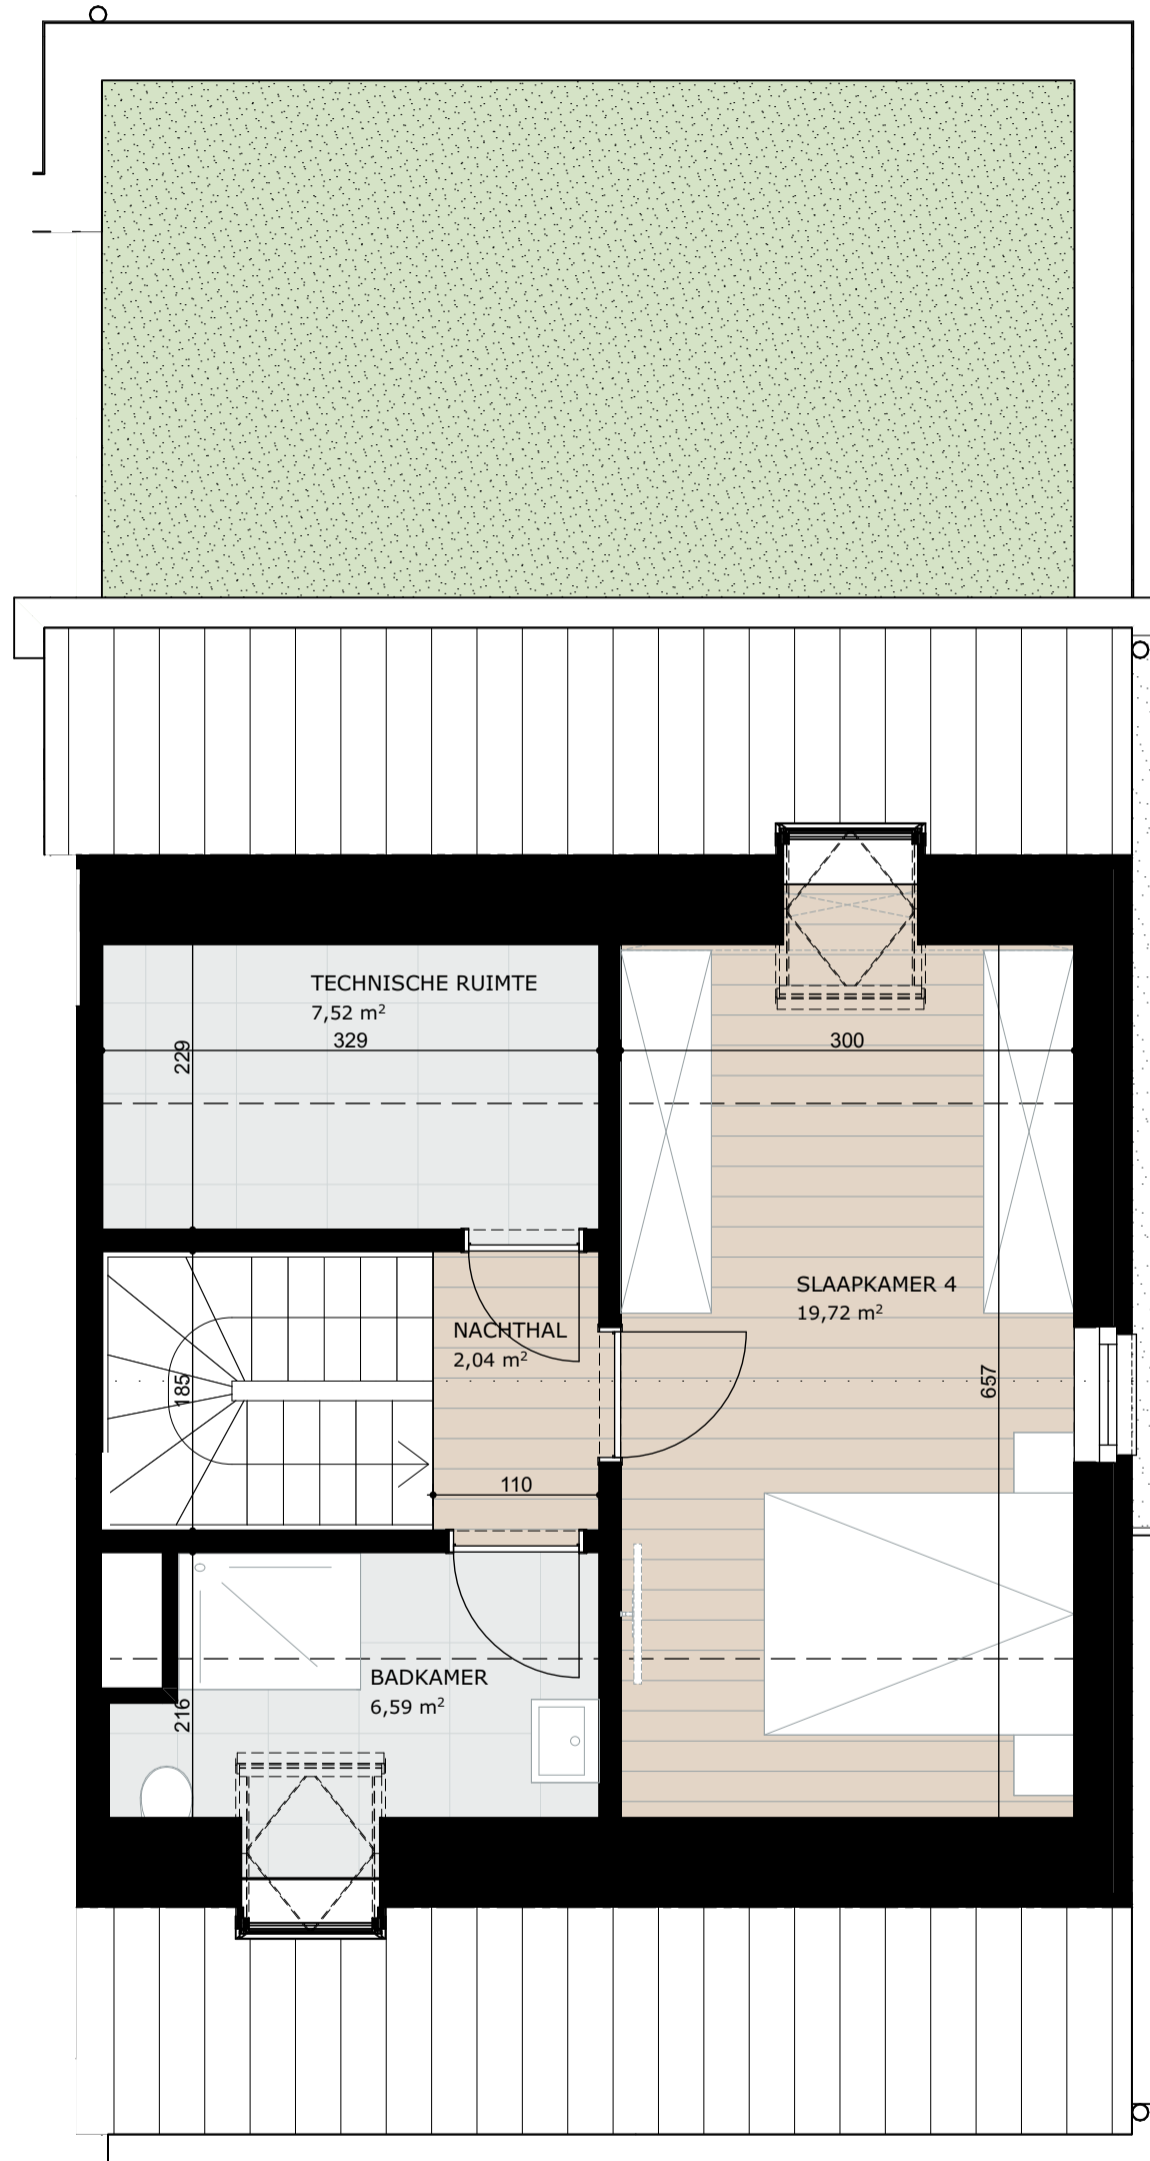 TECHNISCHE RUIMTE
7,52 m²
329
229
300
SLAAPKAMER 4
19,72 m²
NACHTHAL
2,04 m²
185
657
110
BADKAMER
6,59 m²
216